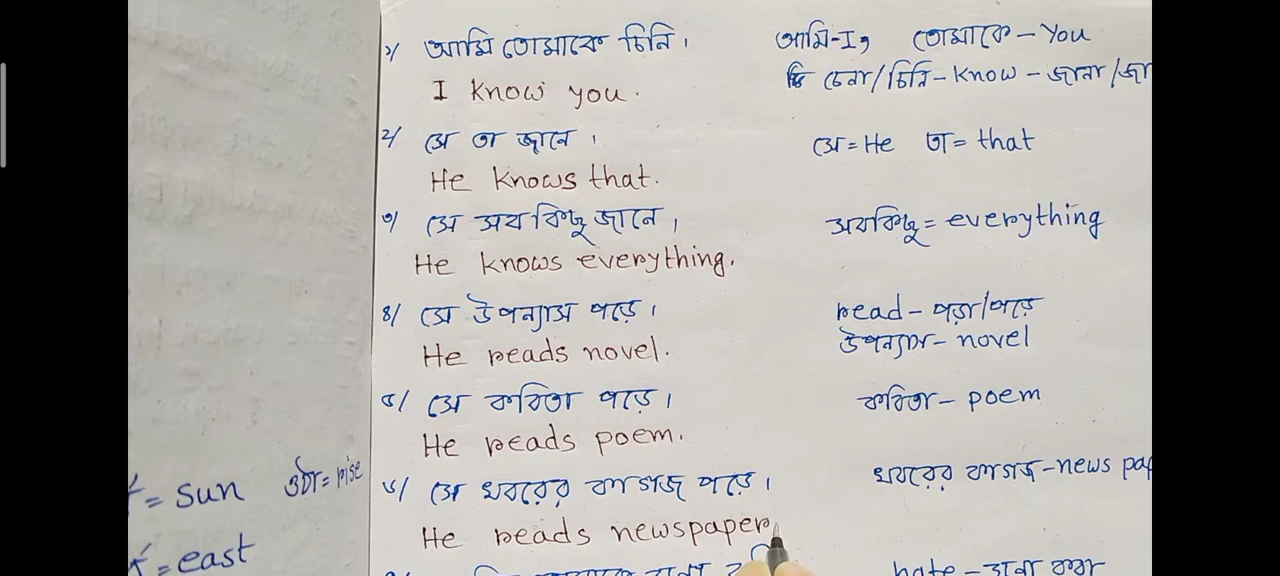 ১/ আমি তোমাকে চিনি। আমি-I, তোমাকে - You
I know you. চেনা/চিনি - know - জানা/জা
২/ সে তা জানে। সে = He তা = that
He knows that.
৩/ সে সবকিছু জানে। সবকিছু = everything
He knows everything.
৪/ সে উপন্যাস পড়ে। read - পড়া/পড়ে
He reads novel. উপন্যাস - novel
৫/ সে কবিতা পড়ে। কবিতা - poem
He reads poem.
৬/ সে খবরের কাগজ পড়ে। খবরের কাগজ - news pap
He reads newspaper
= sun ওঠা = rise
= east
hate -